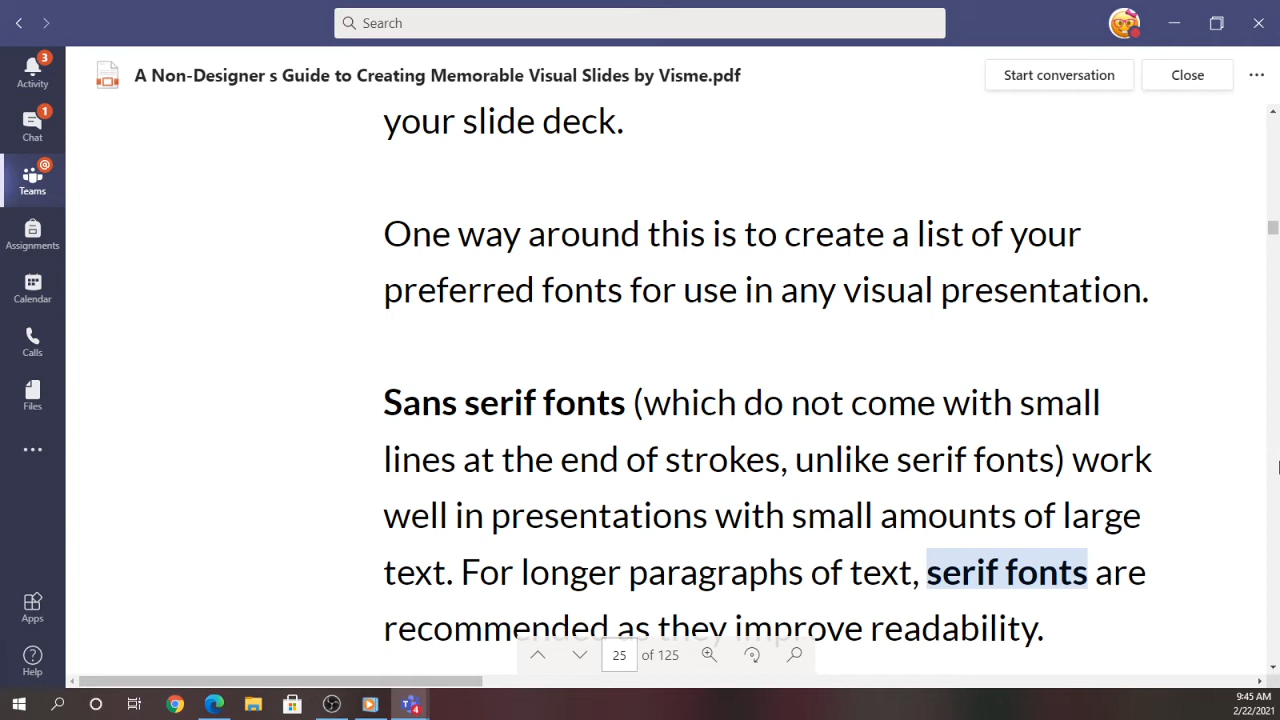 Search
Activity
3
Chat
1
Teams
@
Assignments
Calendar
Calls
Files
Apps
Help
A Non-Designer s Guide to Creating Memorable Visual Slides by Visme.pdf
Start conversation
Close
your slide deck.
One way around this is to create a list of your
preferred fonts for use in any visual presentation.
Sans serif fonts (which do not come with small
lines at the end of strokes, unlike serif fonts) work
well in presentations with small amounts of large
text. For longer paragraphs of text, serif fonts are
recommended as they improve readability.
25 of 125
4
9:45 AM
2/22/2021